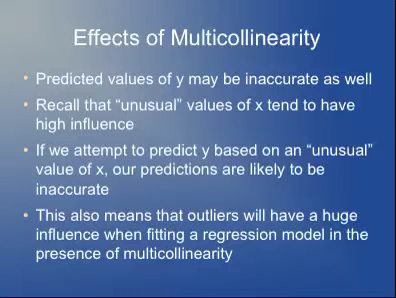 Effects of Multicollinearity
• Predicted values of y may be inaccurate as well
• Recall that “unusual” values of x tend to have
high influence
• If we attempt to predict y based on an “unusual”
value of x, our predictions are likely to be
inaccurate
• This also means that outliers will have a huge
influence when fitting a regression model in the
presence of multicollinearity